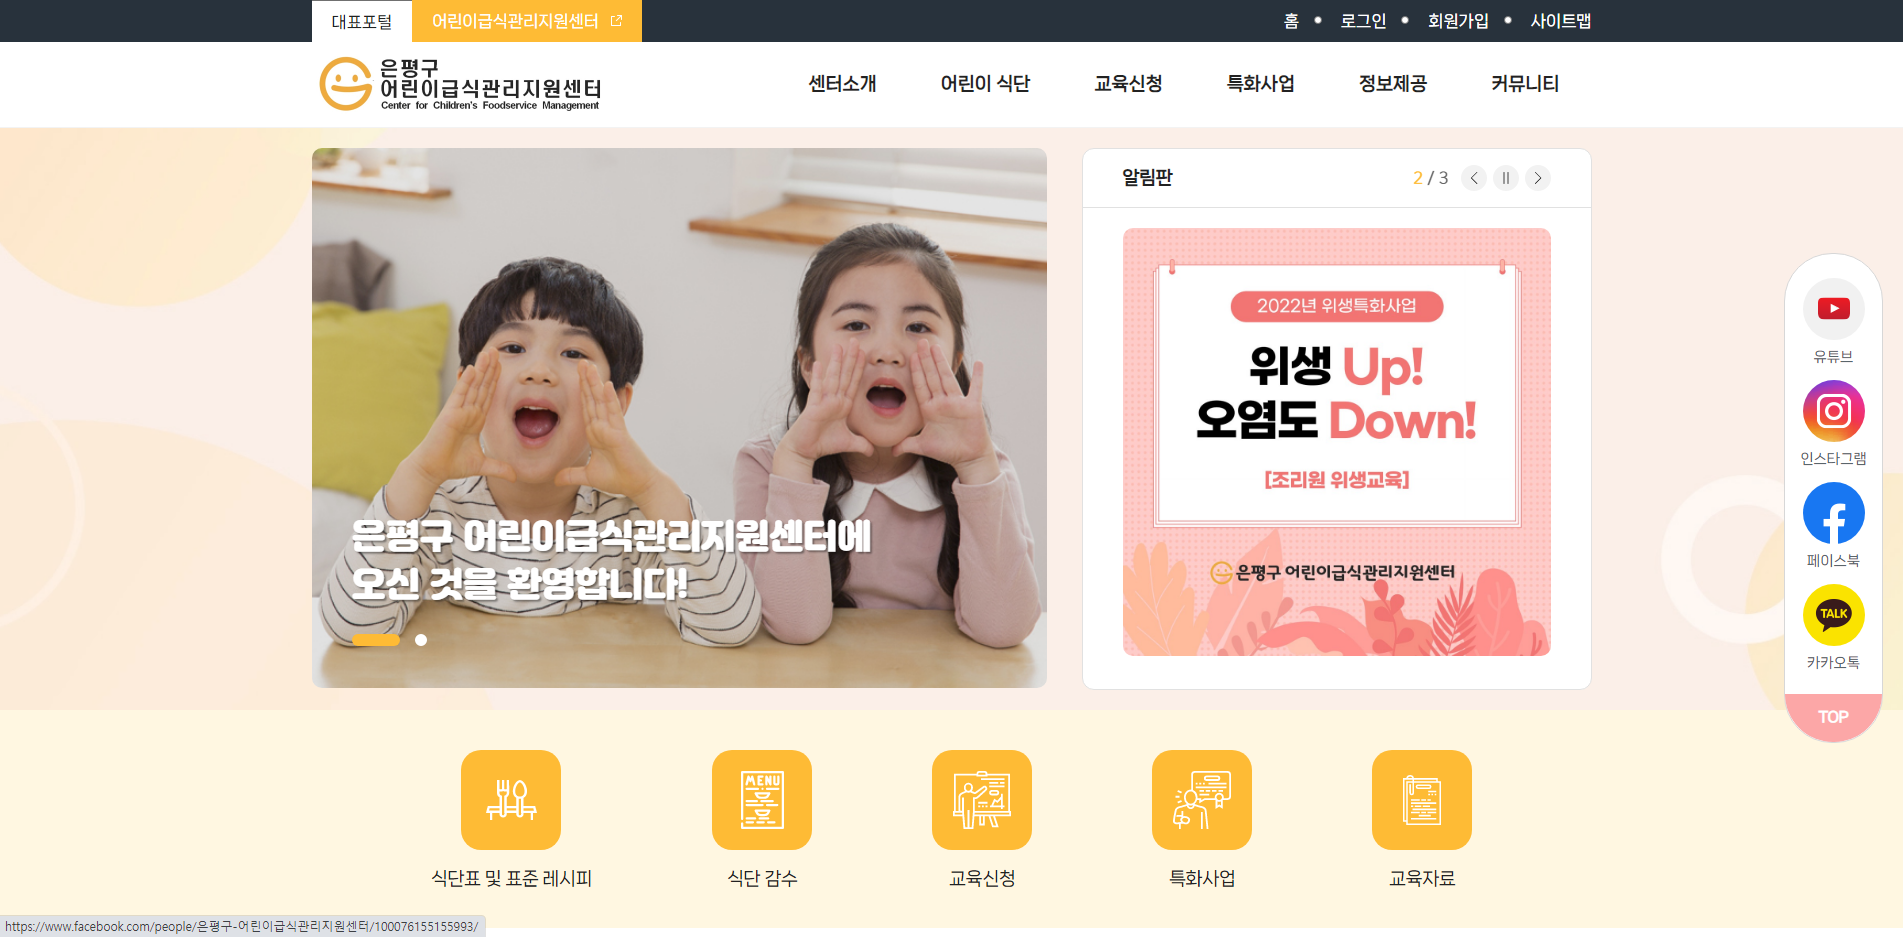 대표포털
어린이급식관리지원센터
홈
로그인
회원가입
사이트맵
은평구
어린이급식관리지원센터
Center for Children's Foodservice Management
센터소개
어린이 식단
교육신청
특화사업
정보제공
커뮤니티
은평구 어린이급식관리지원센터에
오신 것을 환영합니다!
알림판
2 / 3
2022년 위생특화사업
위생 Up!
오염도 Down!
[조리원 위생교육]
은평구 어린이급식관리지원센터
유튜브
인스타그램
페이스북
TALK
카카오톡
TOP
MENU
식단표 및 표준 레시피
식단 감수
교육신청
특화사업
교육자료
https://www.facebook.com/people/은평구-어린이급식관리지원센터/100076155155993/